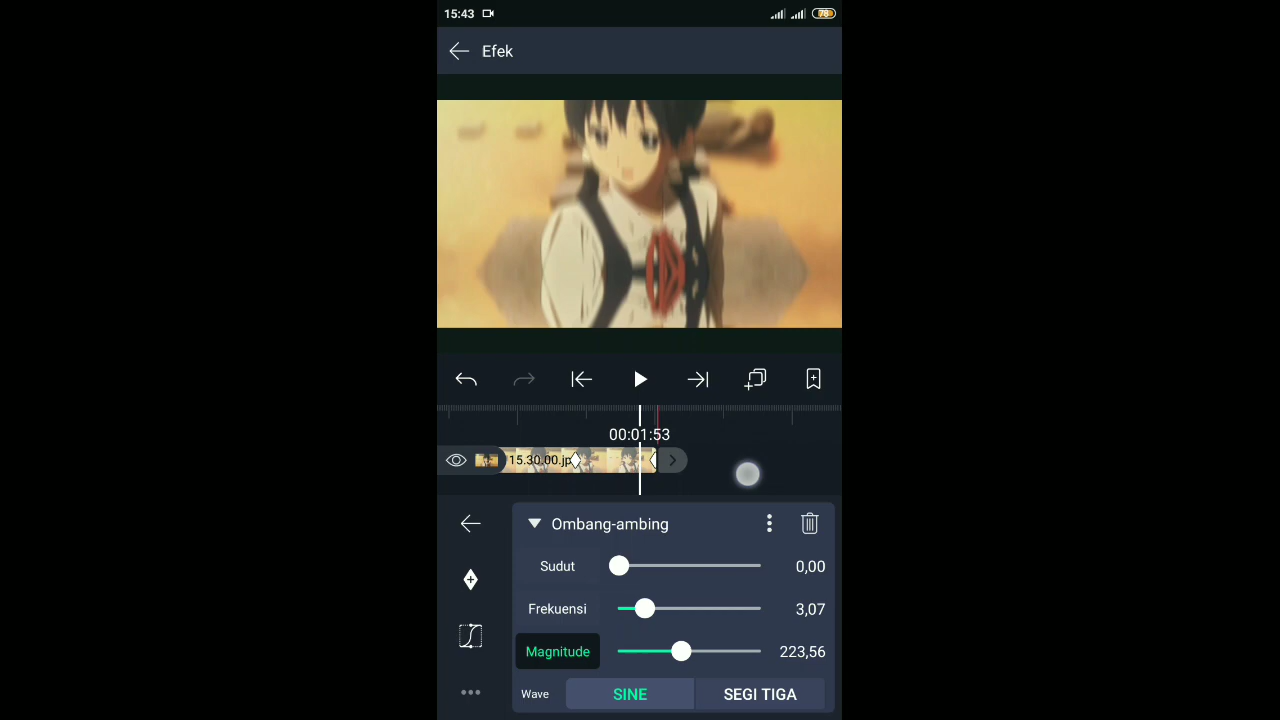 15:43
78
Efek
00:01:53
15.30.00.jp
Ombang-ambing
Sudut 0,00
Frekuensi 3,07
Magnitude 223,56
Wave SINE SEGI TIGA